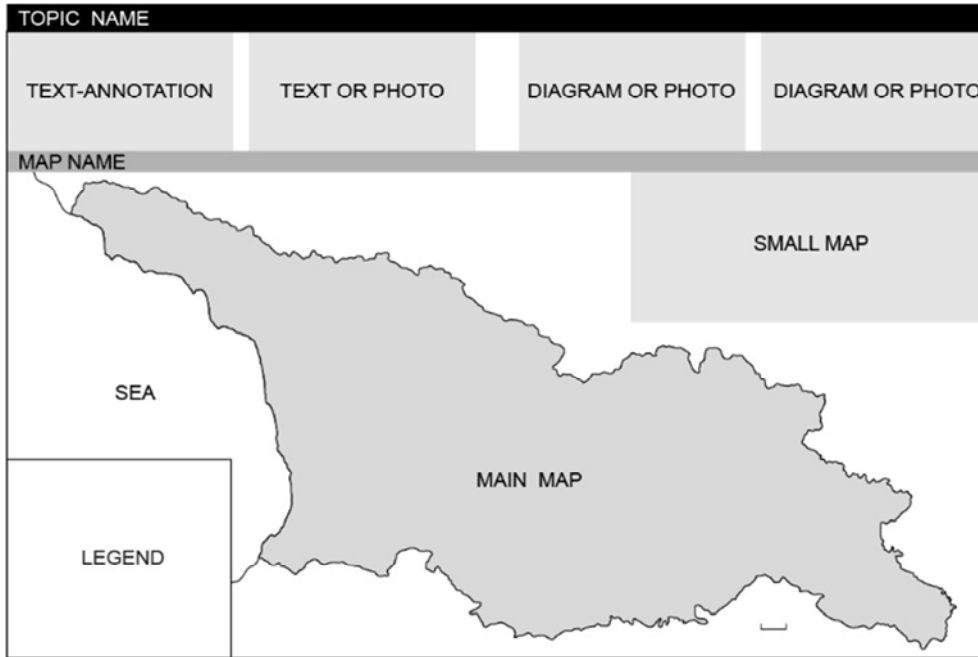 TOPIC NAME
TEXT-ANNOTATION
TEXT OR PHOTO
DIAGRAM OR PHOTO
DIAGRAM OR PHOTO
MAP NAME
SMALL MAP
SEA
MAIN MAP
LEGEND